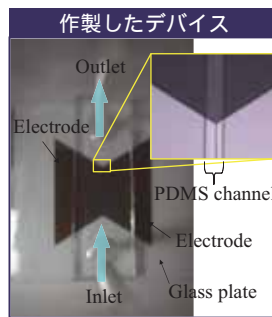 作製したデバイス
Outlet
Electrode
PDMS channel
Electrode
Glass plate
Inlet